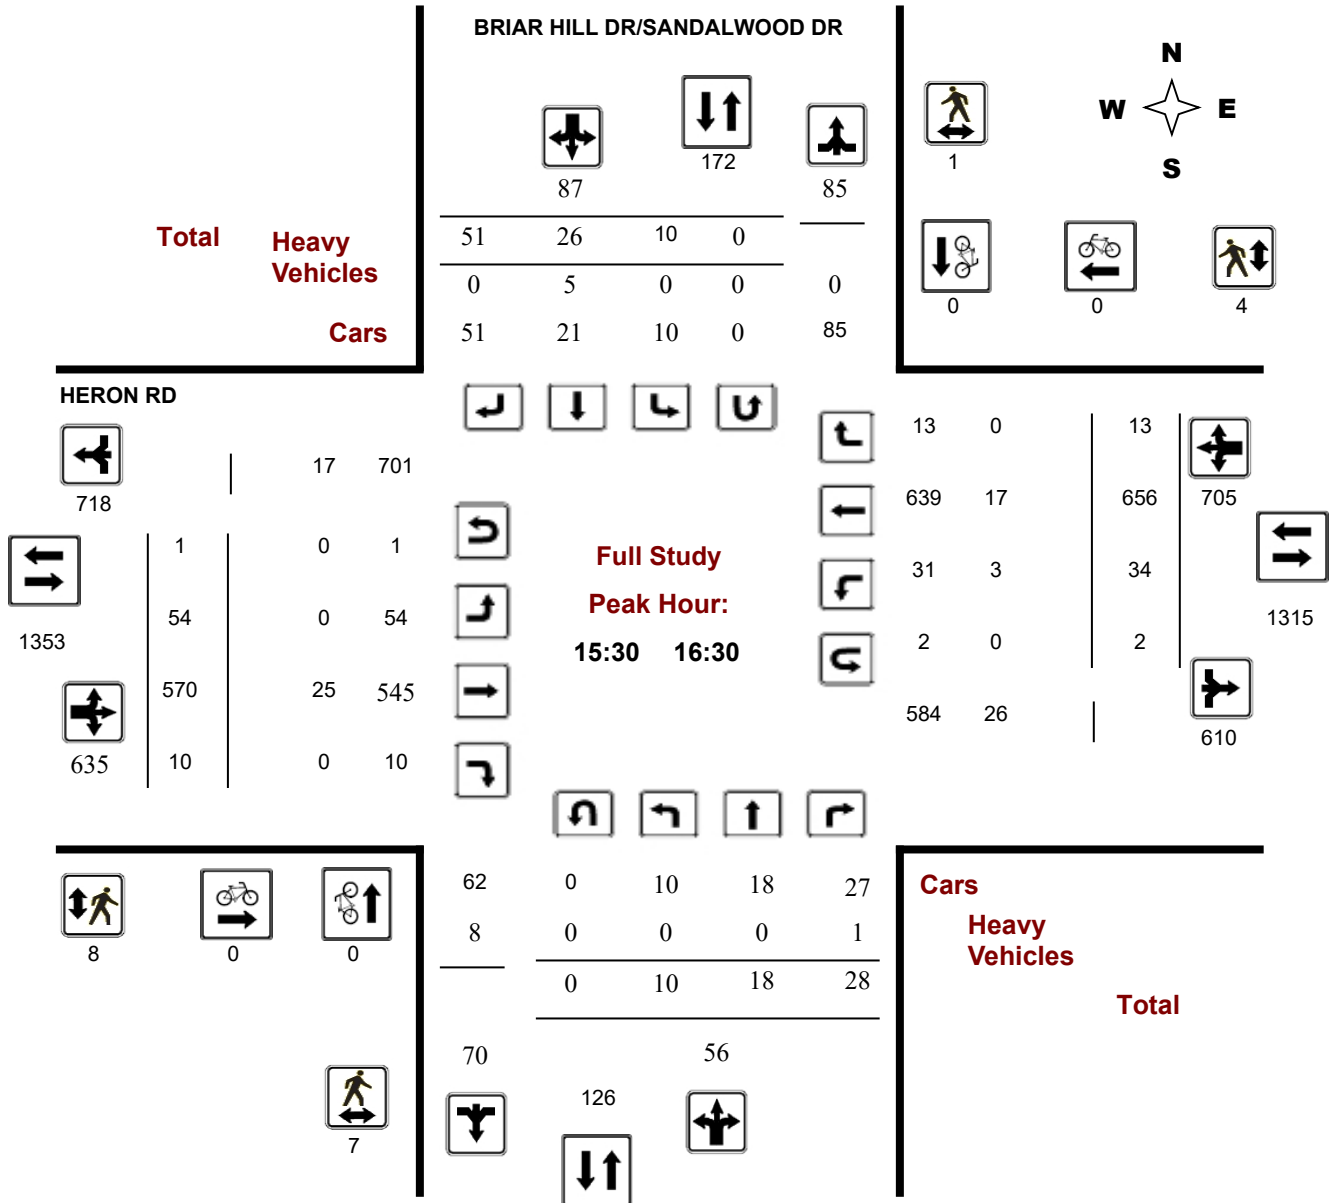 BRIAR HILL DR/SANDALWOOD DR
N
W E
S
172
1
87 85
Total Heavy Vehicles
51 26 10 0
0 5 0 0 0
Cars 51 21 10 0 85
0 0 4
HERON RD
718
17 701
1 0 1
54 0 54
1353
570 25 545
635 10 0 10
Full Study
Peak Hour:
15:30 16:30
13 0 13
639 17 656 705
31 3 34
1315
2 0 2
584 26
610
62 0 10 18 27
8 0 0 0 1
0 10 18 28
8 0 0
Cars
Heavy
Vehicles
Total
70 56
126
7